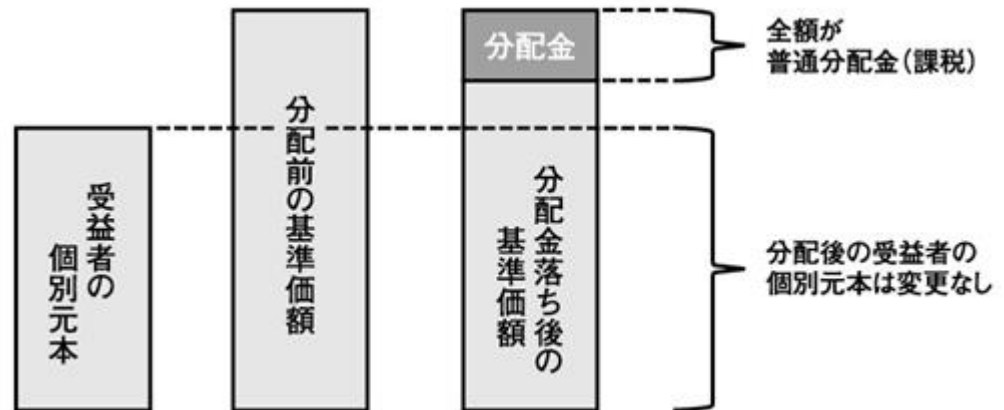 受益者の
個別元本
分配前の基準価額
分配金
分配金落ち後の
基準価額
全額が
普通分配金(課税)
分配後の受益者の
個別元本は変更なし